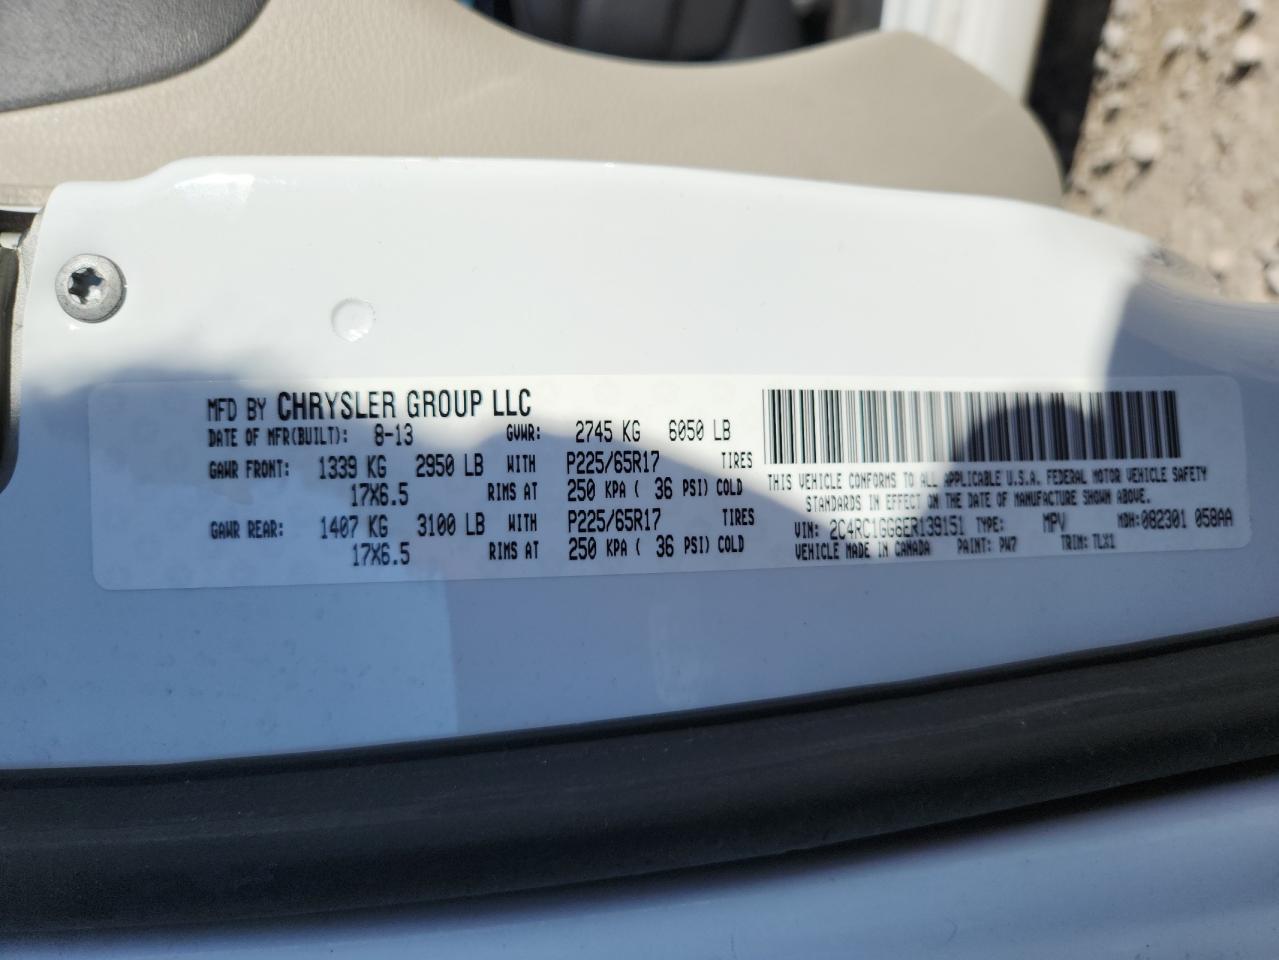 MFD BY CHRYSLER GROUP LLC
DATE OF MFR(BUILT): 8-13 GVWR: 2745 KG 6050 LB
GAWR FRONT: 1339 KG 2950 LB WITH P225/65R17 TIRES
17X6.5 RIMS AT 250 KPA ( 36 PSI) COLD
GAWR REAR: 1407 KG 3100 LB WITH P225/65R17 TIRES
17X6.5 RIMS AT 250 KPA ( 36 PSI) COLD
THIS VEHICLE CONFORMS TO ALL APPLICABLE U.S.A. FEDERAL MOTOR VEHICLE SAFETY
STANDARDS IN EFFECT ON THE DATE OF MANUFACTURE SHOWN ABOVE.
VIN: 2C4RC1GG6ER139151 TYPE: MPV MDH: 082301 058AA
VEHICLE MADE IN CANADA PAINT: PW7 TRIM: TLX1